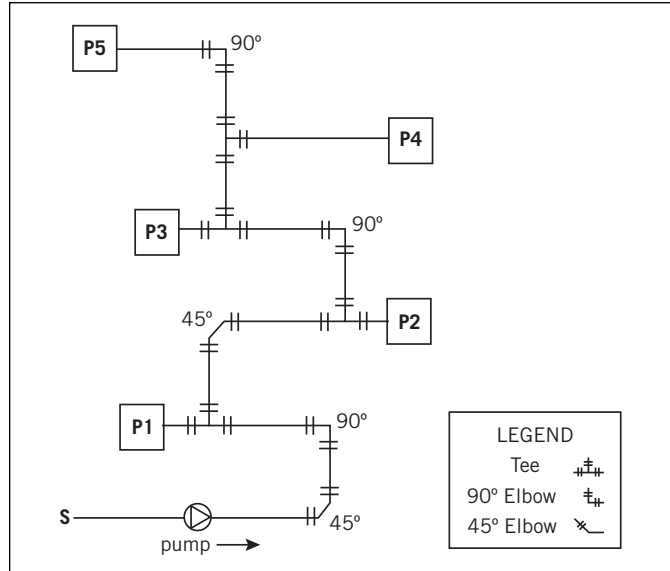 P5
90º
P4
P3
90º
45º
P2
P1
90º
S
45º
pump
LEGEND
Tee
90º Elbow
45º Elbow